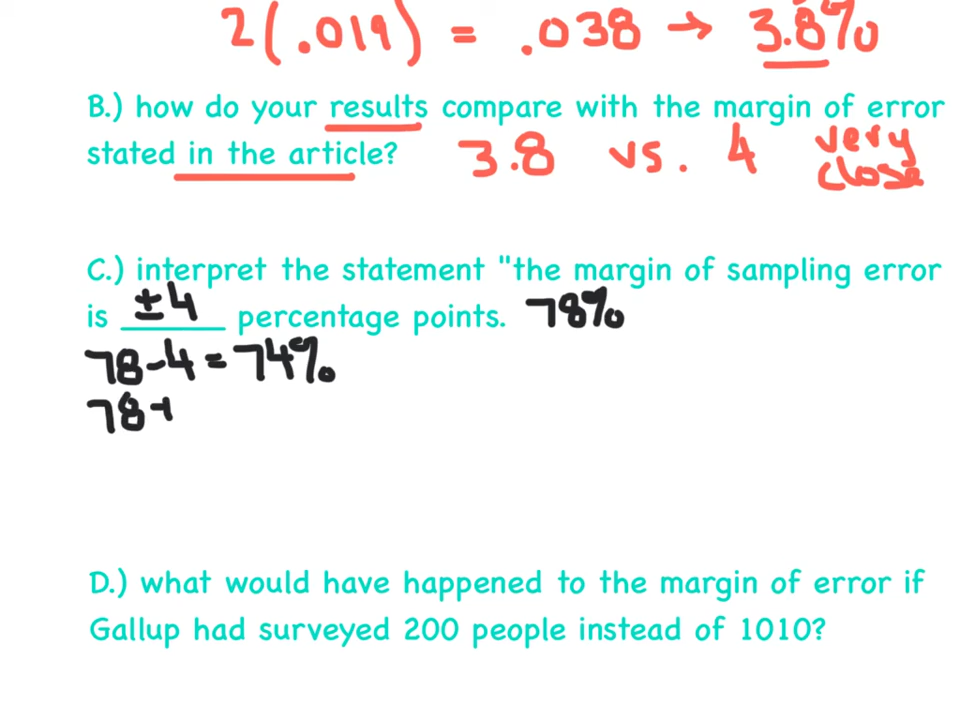 2(.019) = .038 → 3.8%
B.) how do your results compare with the margin of error
stated in the article? 3.8 vs. 4 very close
C.) interpret the statement "the margin of sampling error
is ±4 percentage points. 78%
78-4=74%
78+
D.) what would have happened to the margin of error if
Gallup had surveyed 200 people instead of 1010?